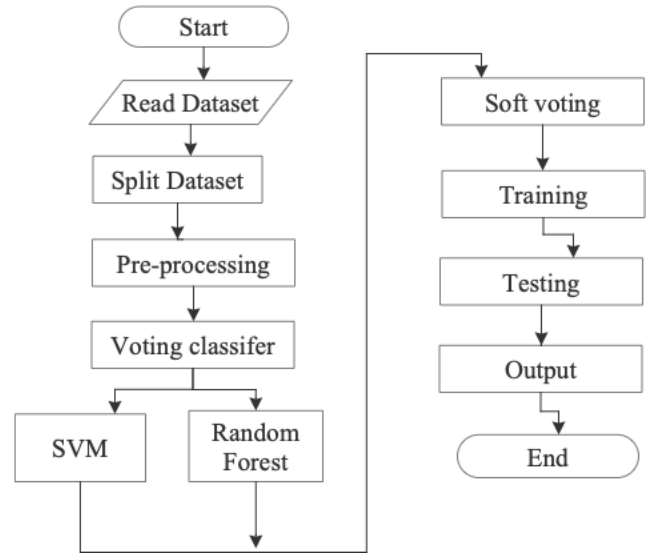 Start
Read Dataset
Split Dataset
Pre-processing
Voting classifer
SVM
Random
Forest
Soft voting
Training
Testing
Output
End